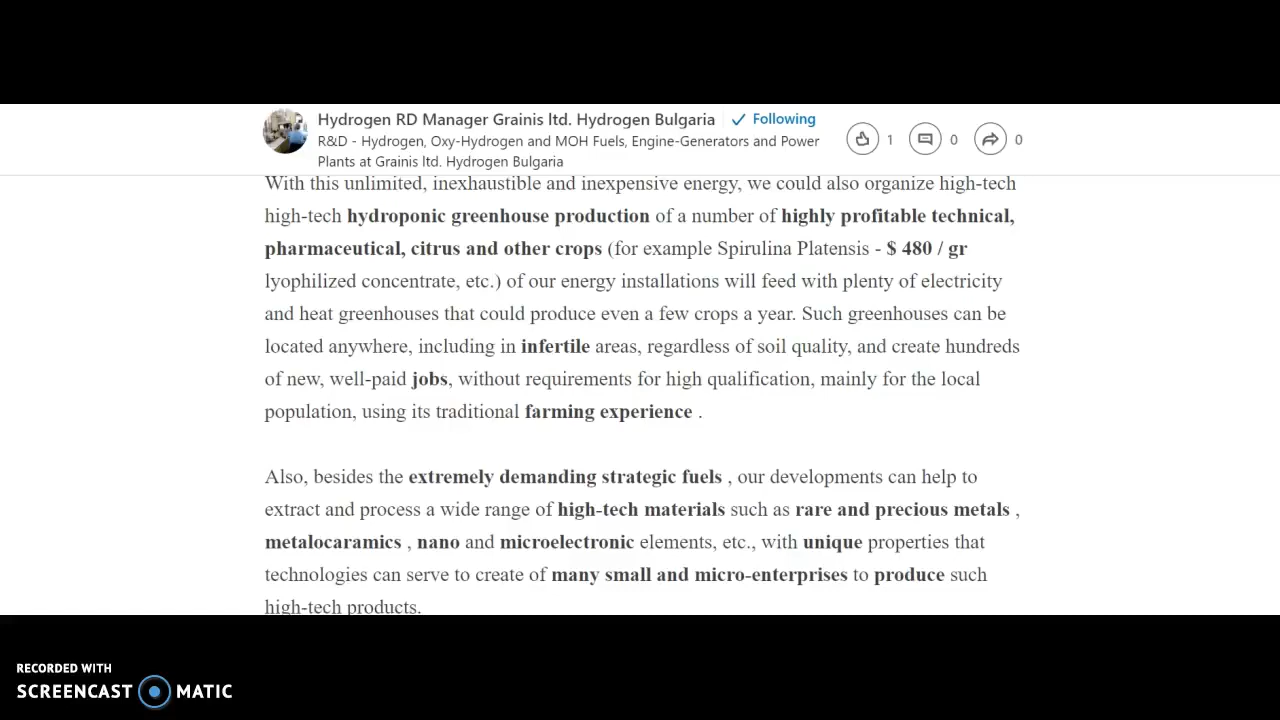 Hydrogen RD Manager Grainis ltd. Hydrogen Bulgaria ✓ Following
R&D - Hydrogen, Oxy-Hydrogen and MOH Fuels, Engine-Generators and Power
Plants at Grainis ltd. Hydrogen Bulgaria
1 0 0
With this unlimited, inexhaustible and inexpensive energy, we could also organize high-tech
high-tech hydroponic greenhouse production of a number of highly profitable technical,
pharmaceutical, citrus and other crops (for example Spirulina Platensis - $ 480 / gr
lyophilized concentrate, etc.) of our energy installations will feed with plenty of electricity
and heat greenhouses that could produce even a few crops a year. Such greenhouses can be
located anywhere, including in infertile areas, regardless of soil quality, and create hundreds
of new, well-paid jobs, without requirements for high qualification, mainly for the local
population, using its traditional farming experience .
Also, besides the extremely demanding strategic fuels , our developments can help to
extract and process a wide range of high-tech materials such as rare and precious metals ,
metalocaramics , nano and microelectronic elements, etc., with unique properties that
technologies can serve to create of many small and micro-enterprises to produce such
high-tech products.
RECORDED WITH
SCREENCAST MATIC